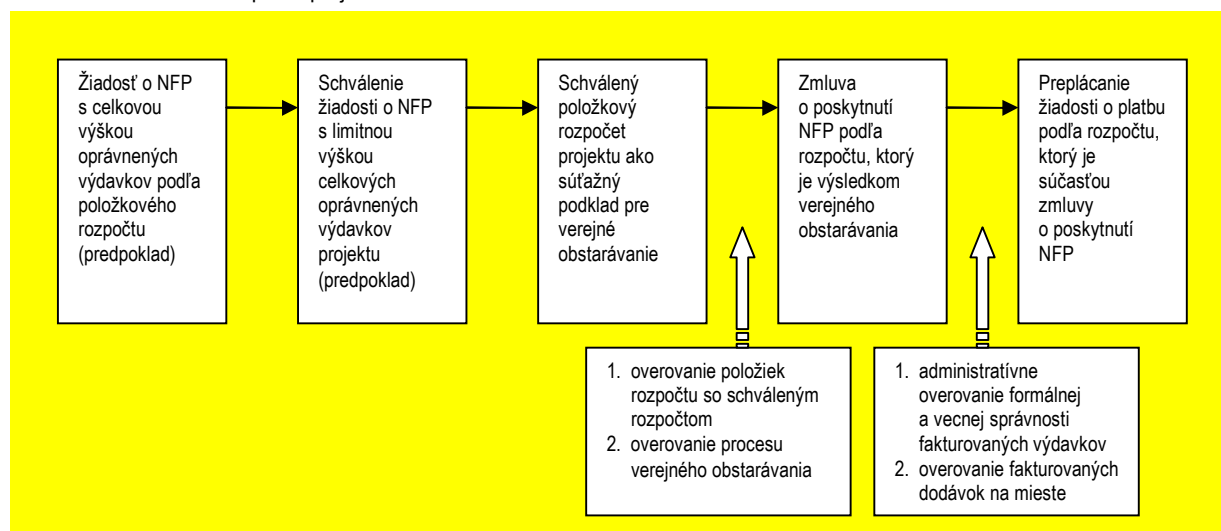 Žiadosť o NFP
s celkovou
výškou
oprávnených
výdavkov podľa
položkového
rozpočtu
(predpoklad)
Schválenie
žiadosti o NFP
s limitnou
výškou
celkových
oprávnených
výdavkov
projektu
(predpoklad)
Schválený
položkový
rozpočet
projektu ako
súťažný
podklad pre
verejné
obstarávanie
Zmluva
o poskytnutí
NFP podľa
rozpočtu, ktorý
je výsledkom
verejného
obstarávania
Preplácanie
žiadosti o platbu
podľa rozpočtu,
ktorý je
súčasťou
zmluvy
o poskytnutí
NFP
1. overovanie položiek
rozpočtu so schváleným
rozpočtom
2. overovanie procesu
verejného obstarávania
1. administratívne
overovanie formálnej
a vecnej správnosti
fakturovaných výdavkov
2. overovanie fakturovaných
dodávok na mieste